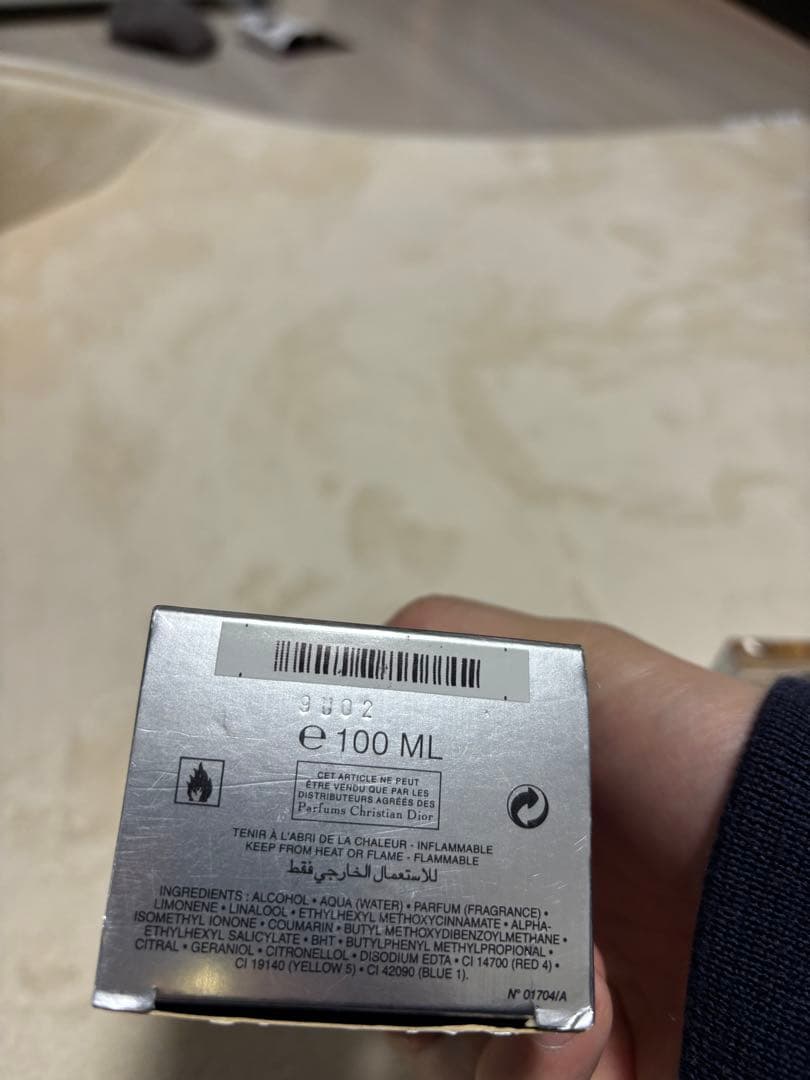 9U02
℮ 100 ML
CET ARTICLE NE PEUT
ÊTRE VENDU QUE PAR LES
DISTRIBUTEURS AGRÉÉS DES
Parfums Christian Dior
TENIR À L'ABRI DE LA CHALEUR - INFLAMMABLE
KEEP FROM HEAT OR FLAME - FLAMMABLE
للاستعمال الخارجي فقط
INGREDIENTS : ALCOHOL • AQUA (WATER) • PARFUM (FRAGRANCE) •
LIMONENE • LINALOOL • ETHYLHEXYL METHOXYCINNAMATE • ALPHA-
ISOMETHYL IONONE • COUMARIN • BUTYL METHOXYDIBENZOYLMETHANE •
ETHYLHEXYL SALICYLATE • BHT • BUTYLPHENYL METHYLPROPIONAL •
CITRAL • GERANIOL • CITRONELLOL • DISODIUM EDTA • CI 14700 (RED 4) •
CI 19140 (YELLOW 5) • CI 42090 (BLUE 1).
N° 01704/A